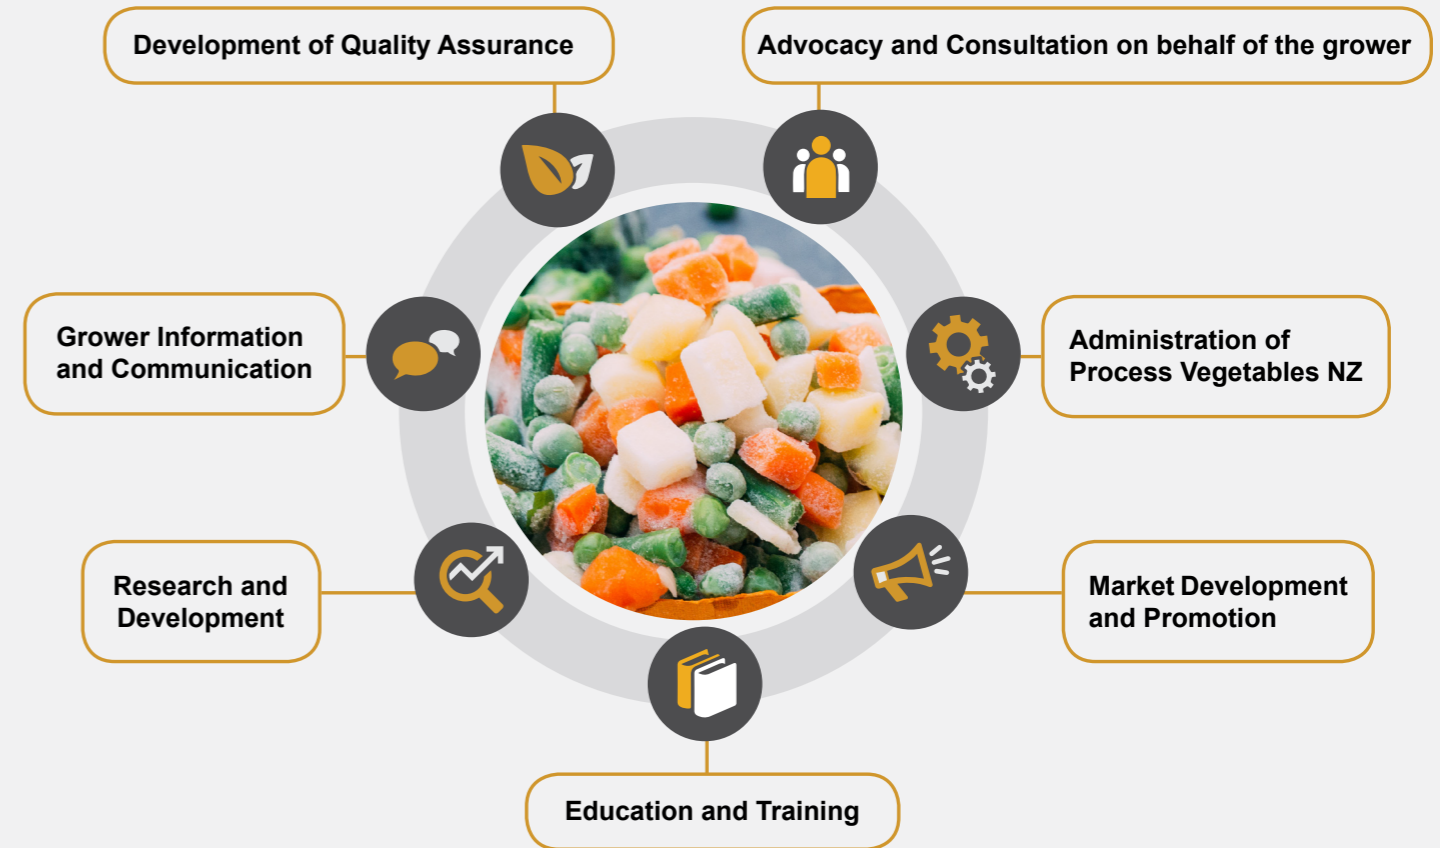 Development of Quality Assurance
Advocacy and Consultation on behalf of the grower
Grower Information
and Communication
Administration of
Process Vegetables NZ
Research and
Development
Market Development
and Promotion
Education and Training